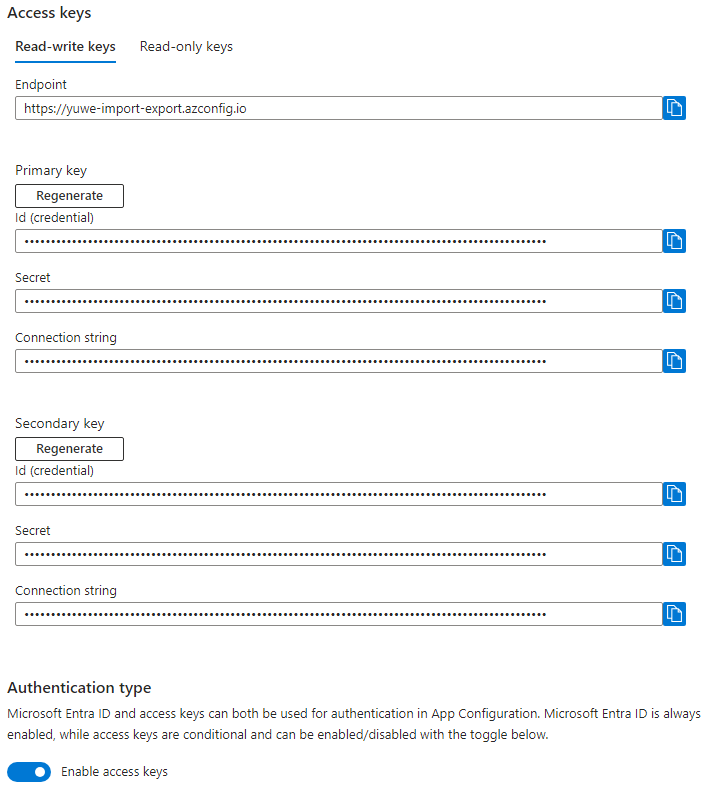 Access keys
Read-write keys Read-only keys
Endpoint
https://yuwe-import-export.azconfig.io
Primary key
Regenerate
Id (credential)
Secret
Connection string
Secondary key
Regenerate
Id (credential)
Secret
Connection string
Authentication type
Microsoft Entra ID and access keys can both be used for authentication in App Configuration. Microsoft Entra ID is always
enabled, while access keys are conditional and can be enabled/disabled with the toggle below.
Enable access keys